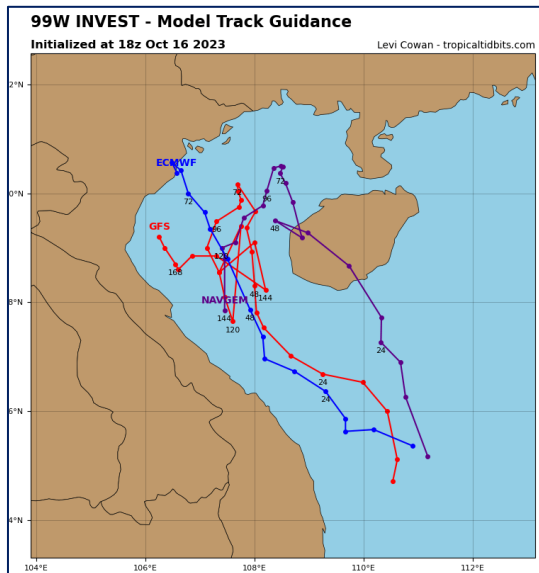 99W INVEST - Model Track Guidance
Initialized at 18z Oct 16 2023
Levi Cowan - tropicaltidbits.com
2°N
ECMWF
72
72
96
72
0°N
GFS
96
48
168
120
48
144
8°N
NAVGEM
144
48
120
24
24
24
6°N
4°N
104°E
106°E
108°E
110°E
112°E